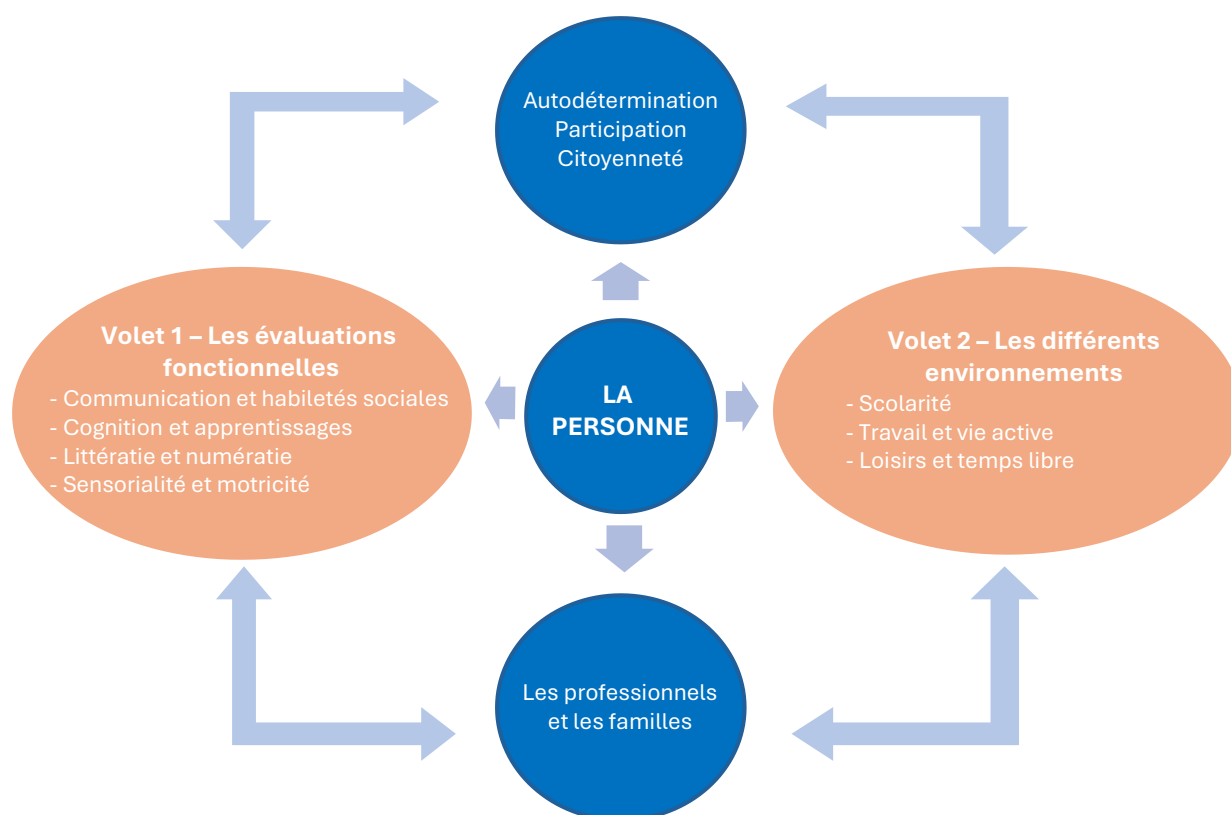 Autodétermination
Participation
Citoyenneté
Volet 1 – Les évaluations
fonctionnelles
- Communication et habiletés sociales
- Cognition et apprentissages
- Littératie et numératie
- Sensorialité et motricité
LA
PERSONNE
Volet 2 – Les différents
environnements
- Scolarité
- Travail et vie active
- Loisirs et temps libre
Les professionnels
et les familles